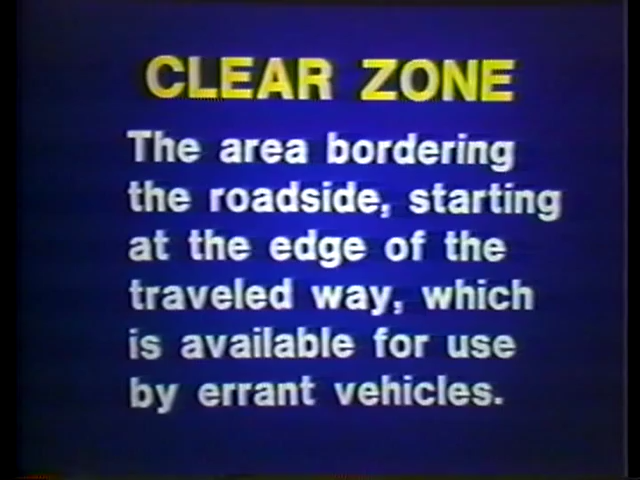 CLEAR ZONE
The area bordering
the roadside, starting
at the edge of the
traveled way, which
is available for use
by errant vehicles.